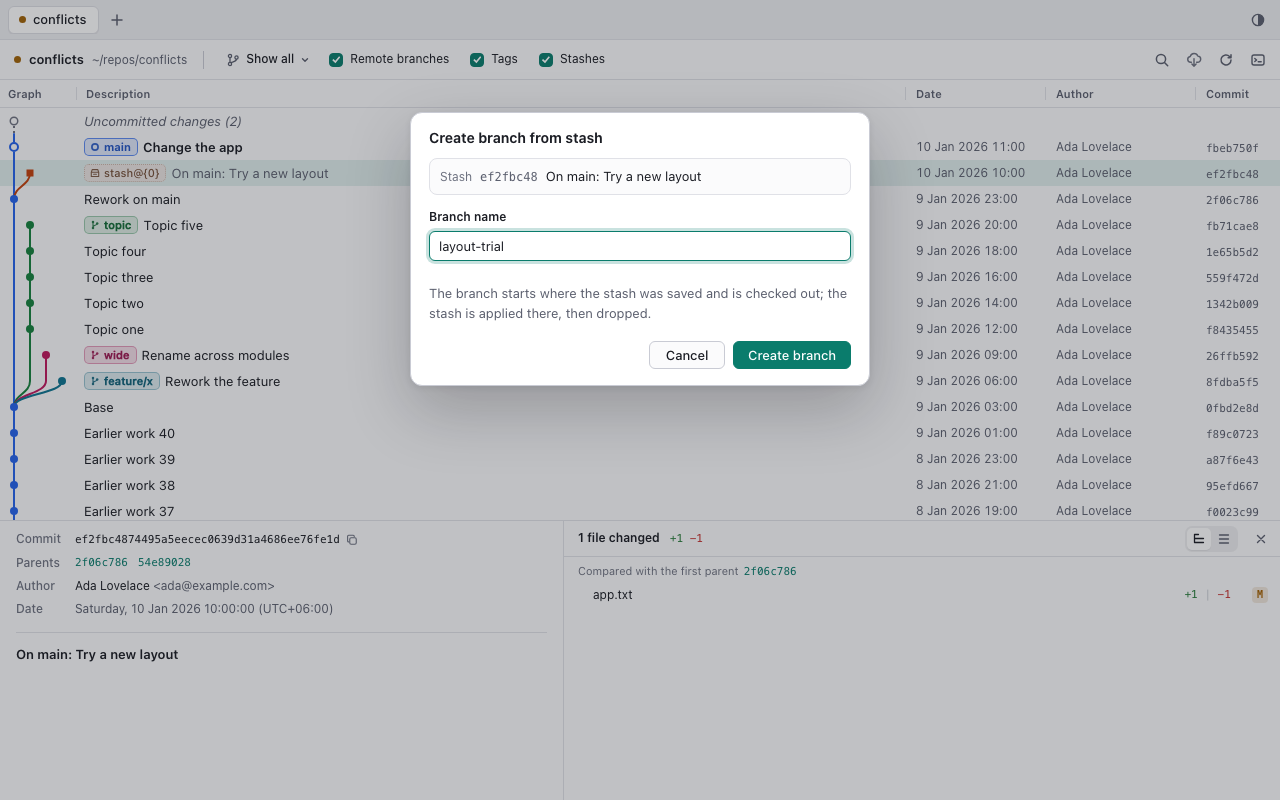 conflicts
conflicts ~/repos/conflicts Show all Remote branches Tags Stashes
Graph Description Date Author Commit
Uncommitted changes (2)
main Change the app 10 Jan 2026 11:00 Ada Lovelace fbeb750f
stash@{0} On main: Try a new layout 10 Jan 2026 10:00 Ada Lovelace ef2fbc48
Rework on main 9 Jan 2026 23:00 Ada Lovelace 2f06c786
topic Topic five 9 Jan 2026 20:00 Ada Lovelace fb71cae8
Topic four 9 Jan 2026 18:00 Ada Lovelace 1e65b5d2
Topic three 9 Jan 2026 16:00 Ada Lovelace 559f472d
Topic two 9 Jan 2026 14:00 Ada Lovelace 1342b009
Topic one 9 Jan 2026 12:00 Ada Lovelace f8435455
wide Rename across modules 9 Jan 2026 09:00 Ada Lovelace 26ffb592
feature/x Rework the feature 9 Jan 2026 06:00 Ada Lovelace 8fdba5f5
Base 9 Jan 2026 03:00 Ada Lovelace 0fbd2e8d
Earlier work 40 9 Jan 2026 01:00 Ada Lovelace f89c0723
Earlier work 39 8 Jan 2026 23:00 Ada Lovelace a87f6e43
Earlier work 38 8 Jan 2026 21:00 Ada Lovelace 95efd667
Earlier work 37 8 Jan 2026 19:00 Ada Lovelace f0023c99
Create branch from stash
Stash ef2fbc48 On main: Try a new layout
Branch name
layout-trial
The branch starts where the stash was saved and is checked out; the
stash is applied there, then dropped.
Cancel Create branch
Commit ef2fbc4874495a5eecec0639d31a4686ee76fe1d
Parents 2f06c786 54e89028
Author Ada Lovelace <ada@example.com>
Date Saturday, 10 Jan 2026 10:00:00 (UTC+06:00)
On main: Try a new layout
1 file changed +1 −1
Compared with the first parent 2f06c786
app.txt +1 | −1 M